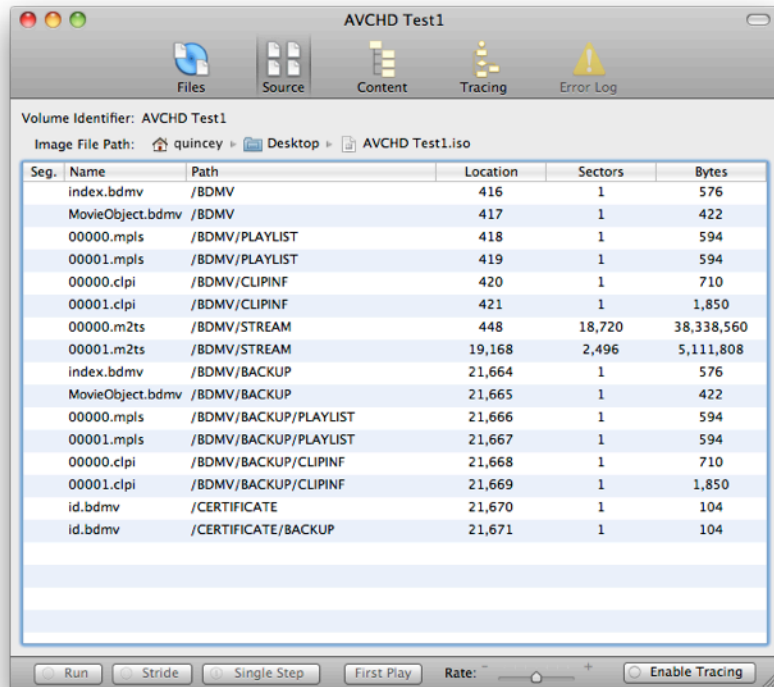 AVCHD Test1
Files Source Content Tracing Error Log
Volume Identifier: AVCHD Test1
Image File Path: quincey Desktop AVCHD Test1.iso
Seg. Name Path Location Sectors Bytes
index.bdmv /BDMV 416 1 576
MovieObject.bdmv /BDMV 417 1 422
00000.mpls /BDMV/PLAYLIST 418 1 594
00001.mpls /BDMV/PLAYLIST 419 1 594
00000.clpi /BDMV/CLIPINF 420 1 710
00001.clpi /BDMV/CLIPINF 421 1 1,850
00000.m2ts /BDMV/STREAM 448 18,720 38,338,560
00001.m2ts /BDMV/STREAM 19,168 2,496 5,111,808
index.bdmv /BDMV/BACKUP 21,664 1 576
MovieObject.bdmv /BDMV/BACKUP 21,665 1 422
00000.mpls /BDMV/BACKUP/PLAYLIST 21,666 1 594
00001.mpls /BDMV/BACKUP/PLAYLIST 21,667 1 594
00000.clpi /BDMV/BACKUP/CLIPINF 21,668 1 710
00001.clpi /BDMV/BACKUP/CLIPINF 21,669 1 1,850
id.bdmv /CERTIFICATE 21,670 1 104
id.bdmv /CERTIFICATE/BACKUP 21,671 1 104
Run Stride Single Step First Play Rate: - + Enable Tracing